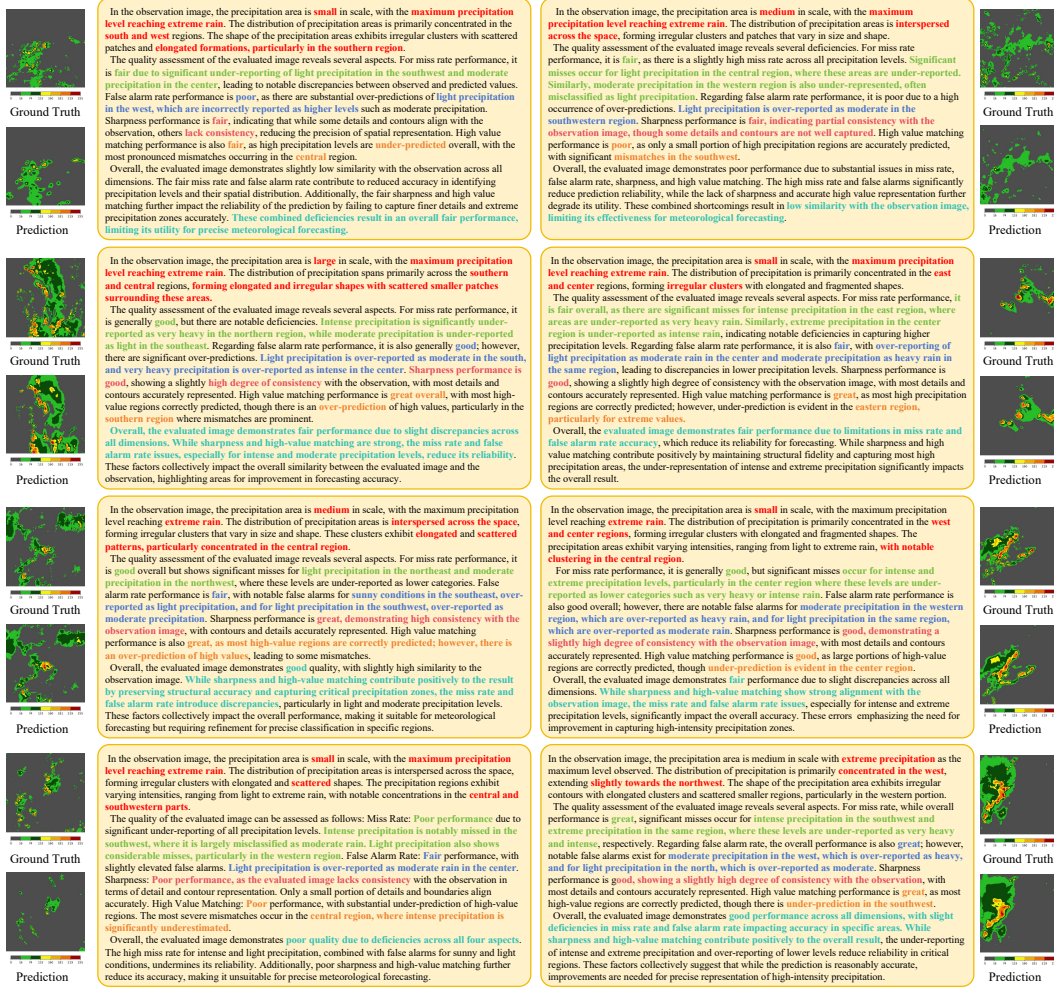 In the observation image, the precipitation area is small in scale, with the maximum precipitation
level reaching extreme rain. The distribution of precipitation areas is primarily concentrated in the
south and west regions. The shape of the precipitation areas exhibits irregular clusters with scattered
patches and elongated formations, particularly in the southern region.
The quality assessment of the evaluated image reveals several aspects. For miss rate performance, it
is fair due to significant under-reporting of light precipitation in the southwest and moderate
precipitation in the center, leading to notable discrepancies between observed and predicted values.
False alarm rate performance is poor, as there are substantial over-predictions of light precipitation
in the west, which are incorrectly reported as higher levels such as moderate precipitation.
Sharpness performance is fair, indicating that while some details and contours align with the
observation, others lack consistency, reducing the precision of spatial representation. High value
matching performance is also fair, as high precipitation levels are under-predicted overall, with the
most pronounced mismatches occurring in the central region.
Overall, the evaluated image demonstrates slightly low similarity with the observation across all
dimensions. The fair miss rate and false alarm rate contribute to reduced accuracy in identifying
precipitation levels and their spatial distribution. Additionally, the fair sharpness and high value
matching further impact the reliability of the prediction by failing to capture finer details and extreme
precipitation zones accurately. These combined deficiencies result in an overall fair performance,
limiting its utility for precise meteorological forecasting.
Ground Truth
Prediction
In the observation image, the precipitation area is medium in scale, with the maximum
precipitation level reaching extreme rain. The distribution of precipitation areas is interspersed
across the space, forming irregular clusters and patches that vary in size and shape.
The quality assessment of the evaluated image reveals several deficiencies. For miss rate
performance, it is fair, as there is a slightly high miss rate across all precipitation levels. Significant
misses occur for light precipitation in the central region, where these areas are under-reported.
Similarly, moderate precipitation in the western region is also under-represented, often
misclassified as light precipitation. Regarding false alarm rate performance, it is poor due to a high
occurrence of over-predictions. Light precipitation is over-reported as moderate in the
southwestern region. Sharpness performance is fair, indicating partial consistency with the
observation image, though some details and contours are not well captured. High value matching
performance is poor, as only a small portion of high precipitation regions are accurately predicted,
with significant mismatches in the southwest.
Overall, the evaluated image demonstrates poor performance due to substantial issues in miss rate,
false alarm rate, sharpness, and high value matching. The high miss rate and false alarms significantly
reduce prediction reliability, while the lack of sharpness and accurate high value representation further
degrade its utility. These combined shortcomings result in low similarity with the observation image,
limiting its effectiveness for meteorological forecasting.
Ground Truth
Prediction
In the observation image, the precipitation area is large in scale, with the maximum precipitation
level reaching extreme rain. The distribution of precipitation spans primarily across the southern
and central regions, forming elongated and irregular shapes with scattered smaller patches
surrounding these areas.
The quality assessment of the evaluated image reveals several aspects. For miss rate performance, it
is generally good, but there are notable deficiencies. Intense precipitation is significantly under-
reported as very heavy in the northern region, while moderate precipitation is under-reported
as light in the southeast. Regarding false alarm rate performance, it is also generally good; however,
there are significant over-predictions. Light precipitation is over-reported as moderate in the south,
and very heavy precipitation is over-reported as intense in the center. Sharpness performance is
good, showing a slightly high degree of consistency with the observation, with most details and
contours accurately represented. High value matching performance is great overall, with most high-
value regions correctly predicted, though there is an over-prediction of high values, particularly in the
southern region where mismatches are prominent.
Overall, the evaluated image demonstrates fair performance due to slight discrepancies across
all dimensions. While sharpness and high-value matching are strong, the miss rate and false
alarm rate issues, especially for intense and moderate precipitation levels, reduce its reliability.
These factors collectively impact the overall similarity between the evaluated image and the
observation, highlighting areas for improvement in forecasting accuracy.
Ground Truth
Prediction
In the observation image, the precipitation area is small in scale, with the maximum precipitation
level reaching extreme rain. The distribution of precipitation is primarily concentrated in the east
and center regions, forming irregular clusters with elongated and fragmented shapes.
The quality assessment of the evaluated image reveals several aspects. For miss rate performance, it
is fair overall, as there are significant misses for intense precipitation in the east region, where
areas are under-reported as very heavy rain. Similarly, extreme precipitation in the center
region is under-reported as intense rain, indicating notable deficiencies in capturing higher
precipitation levels. Regarding false alarm rate performance, it is also fair, with over-reporting of
light precipitation as moderate rain in the center and moderate precipitation as heavy rain in
the same region, leading to discrepancies in lower precipitation levels. Sharpness performance is
good, showing a slightly high degree of consistency with the observation image, with most details and
contours accurately represented. High value matching performance is great, as most high precipitation
regions are correctly predicted; however, under-prediction is evident in the eastern region,
particularly for extreme values.
Overall, the evaluated image demonstrates fair performance due to limitations in miss rate and
false alarm rate accuracy, which reduce its reliability for forecasting. While sharpness and high
value matching contribute positively by maintaining structural fidelity and capturing most high
precipitation areas, the under-representation of intense and extreme precipitation significantly impacts
the overall result.
Ground Truth
Prediction
In the observation image, the precipitation area is medium in scale, with the maximum precipitation
level reaching extreme rain. The distribution of precipitation areas is interspersed across the space,
forming irregular clusters that vary in size and shape. These clusters exhibit elongated and scattered
patterns, particularly concentrated in the central region.
The quality assessment of the evaluated image reveals several aspects. For miss rate performance, it
is good overall but shows significant misses for light precipitation in the northeast and moderate
precipitation in the northwest, where these levels are under-reported as lower categories. False
alarm rate performance is fair, with notable false alarms for sunny conditions in the southeast, over-
reported as light precipitation, and for light precipitation in the southwest, over-reported as
moderate precipitation. Sharpness performance is great, demonstrating high consistency with the
observation image, with contours and details accurately represented. High value matching
performance is also great, as most high-value regions are correctly predicted; however, there is
an over-prediction of high values, leading to some mismatches.
Overall, the evaluated image demonstrates good quality, with slightly high similarity to the
observation image. While sharpness and high-value matching contribute positively to the result
by preserving structural accuracy and capturing critical precipitation zones, the miss rate and
false alarm rate introduce discrepancies, particularly in light and moderate precipitation levels.
These factors collectively impact the overall performance, making it suitable for meteorological
forecasting but requiring refinement for precise classification in specific regions.
Ground Truth
Prediction
In the observation image, the precipitation area is small in scale, with the maximum precipitation
level reaching extreme rain. The distribution of precipitation is primarily concentrated in the west
and center regions, forming irregular clusters with elongated and fragmented shapes. The
precipitation areas exhibit varying intensities, ranging from light to extreme rain, with notable
clustering in the central region.
For miss rate performance, it is generally good, but significant misses occur for intense and
extreme precipitation levels, particularly in the center region where these levels are under-
reported as lower categories such as very heavy or intense rain. False alarm rate performance is
also good overall; however, there are notable false alarms for moderate precipitation in the western
region, which are over-reported as heavy rain, and for light precipitation in the same region,
which are over-reported as moderate rain. Sharpness performance is good, demonstrating a
slightly high degree of consistency with the observation image, with most details and contours
accurately represented. High value matching performance is good, as large portions of high-value
regions are correctly predicted, though under-prediction is evident in the center region.
Overall, the evaluated image demonstrates fair performance due to slight discrepancies across all
dimensions. While sharpness and high-value matching show strong alignment with the
observation image, the miss rate and false alarm rate issues, especially for intense and extreme
precipitation levels, significantly impact the overall accuracy. These errors emphasizing the need for
improvement in capturing high-intensity precipitation zones.
Ground Truth
Prediction
In the observation image, the precipitation area is small in scale, with the maximum precipitation
level reaching extreme rain. The distribution of precipitation areas is interspersed across the space,
forming irregular clusters with elongated and scattered shapes. The precipitation regions exhibit
varying intensities, ranging from light to extreme rain, with notable concentrations in the central and
southwestern parts.
The quality of the evaluated image can be assessed as follows: Miss Rate: Poor performance due to
significant under-reporting of all precipitation levels. Intense precipitation is notably missed in the
southwest, where it is largely misclassified as moderate rain. Light precipitation also shows
considerable misses, particularly in the western region. False Alarm Rate: Fair performance, with
slightly elevated false alarms. Light precipitation is over-reported as moderate rain in the center.
Sharpness: Poor performance, as the evaluated image lacks consistency with the observation in
terms of detail and contour representation. Only a small portion of details and boundaries align
accurately. High Value Matching: Poor performance, with substantial under-prediction of high-value
regions. The most severe mismatches occur in the central region, where intense precipitation is
significantly underestimated.
Overall, the evaluated image demonstrates poor quality due to deficiencies across all four aspects.
The high miss rate for intense and light precipitation, combined with false alarms for sunny and light
conditions, undermines its reliability. Additionally, poor sharpness and high-value matching further
reduce its accuracy, making it unsuitable for precise meteorological forecasting.
Ground Truth
Prediction
In the observation image, the precipitation area is medium in scale with extreme precipitation as the
maximum level observed. The distribution of precipitation is primarily concentrated in the west,
extending slightly towards the northwest. The shape of the precipitation area exhibits irregular
contours with elongated clusters and scattered smaller regions, particularly in the western portion.
The quality assessment of the evaluated image reveals several aspects. For miss rate, while overall
performance is great, significant misses occur for intense precipitation in the southwest and
extreme precipitation in the same region, where these levels are under-reported as very heavy
and intense, respectively. Regarding false alarm rate, the overall performance is also great; however,
notable false alarms exist for moderate precipitation in the west, which is over-reported as heavy,
and for light precipitation in the north, which is over-reported as moderate. Sharpness
performance is good, showing a slightly high degree of consistency with the observation, with
most details and contours accurately represented. High value matching performance is great, as most
high-value regions are correctly predicted, though there is under-prediction in the southwest.
Overall, the evaluated image demonstrates good performance across all dimensions, with slight
deficiencies in miss rate and false alarm rate impacting accuracy in specific areas. While
sharpness and high-value matching contribute positively to the overall result, the under-reporting
of intense and extreme precipitation and over-reporting of lower levels reduce reliability in critical
regions. These factors collectively suggest that while the prediction is reasonably accurate,
improvements are needed for precise representation of high-intensity precipitation.
Ground Truth
Prediction